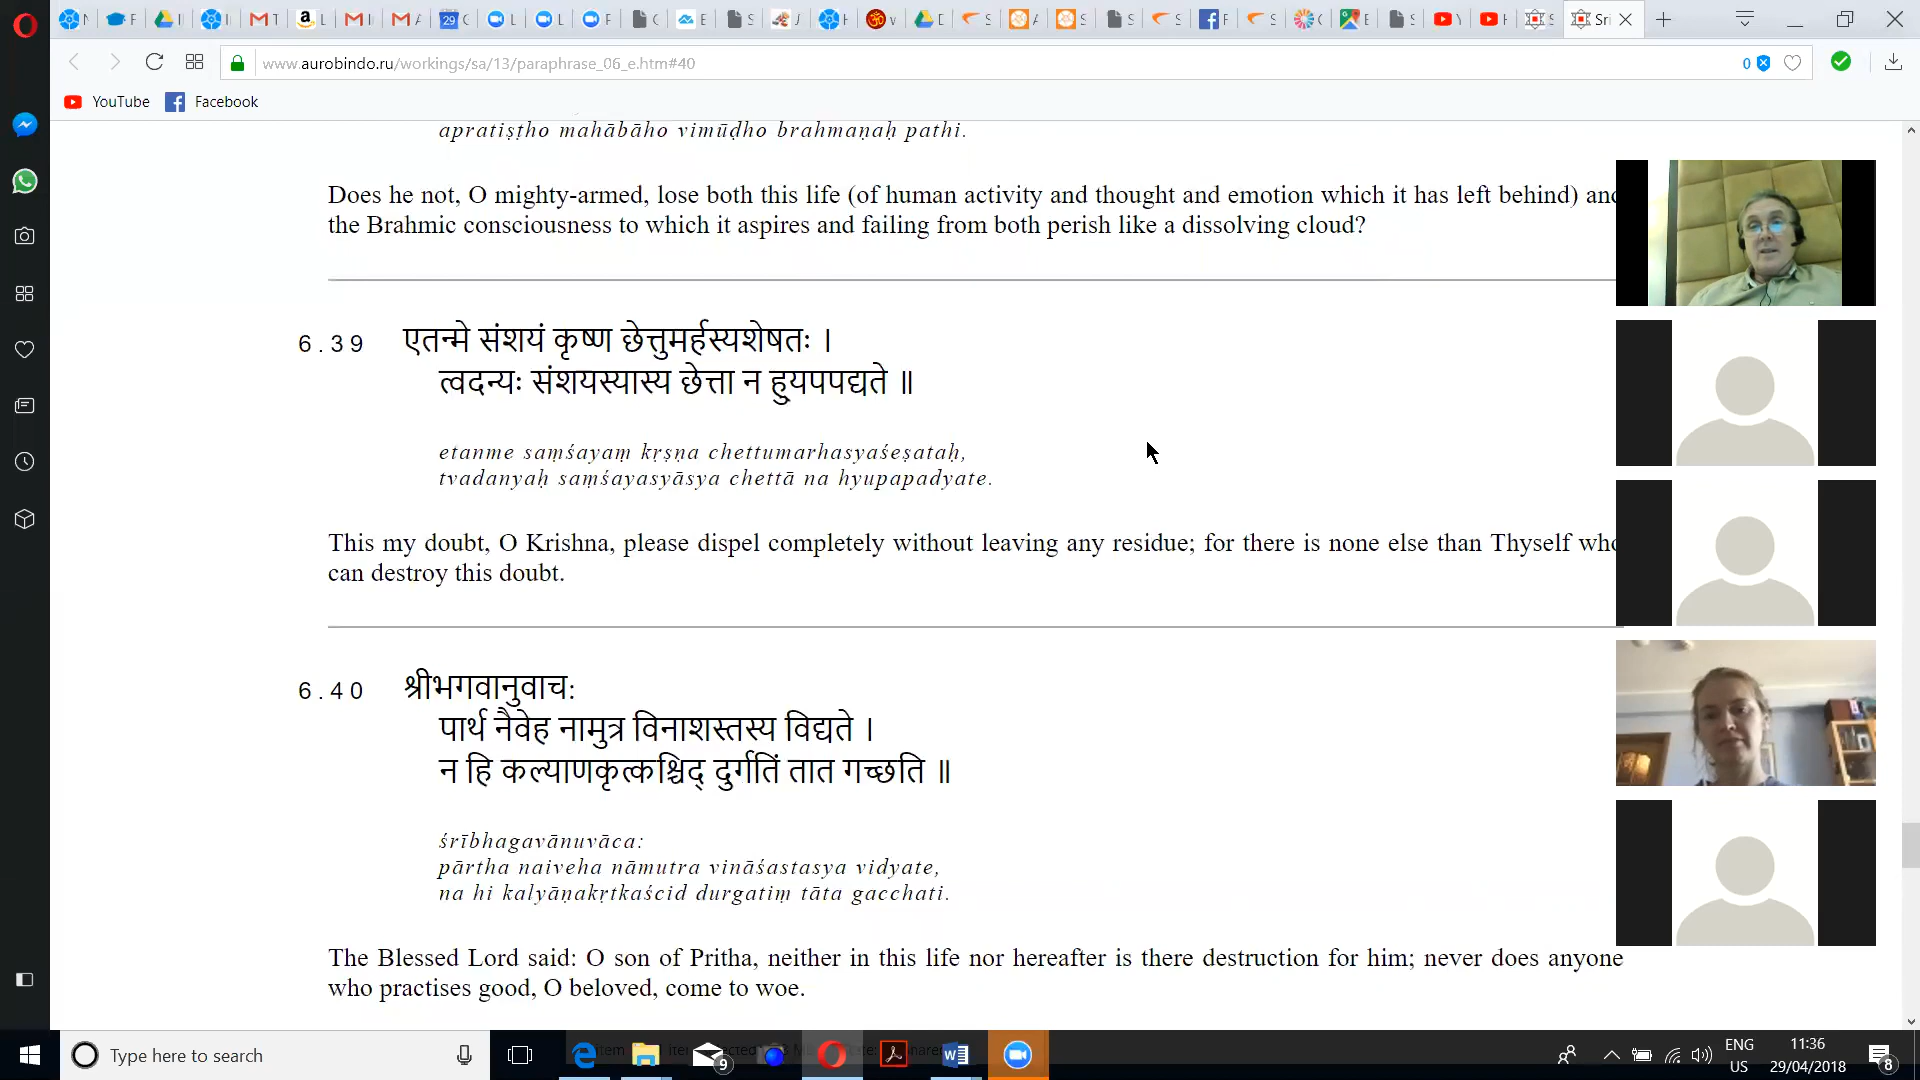 www.aurobindo.ru/workings/sa/13/paraphrase_06_e.htm#40
0
YouTube
Facebook
apratiṣṭho mahābāho vimūḍho brahmaṇaḥ pathi.
Does he not, O mighty-armed, lose both this life (of human activity and thought and emotion which it has left behind) and
the Brahmic consciousness to which it aspires and failing from both perish like a dissolving cloud?
6.39 एतन्मे संशयं कृष्ण छेत्तुमर्हस्यशेषतः ।
त्वदन्यः संशयस्यास्य छेत्ता न ह्युपपद्यते ॥
etanme saṃśayaṃ kṛṣṇa chettumarhasyaśeṣataḥ,
tvadanyaḥ saṃśayasyāsya chettā na hyupapadyate.
This my doubt, O Krishna, please dispel completely without leaving any residue; for there is none else than Thyself who
can destroy this doubt.
6.40 श्रीभगवानुवाच:
पार्थ नैवेह नामुत्र विनाशस्तस्य विद्यते ।
न हि कल्याणकृत्कश्चिद् दुर्गतिं तात गच्छति ॥
śrībhagavānuvāca:
pārtha naiveha nāmutra vināśastasya vidyate,
na hi kalyāṇakṛtkaścid durgatiṃ tāta gacchati.
The Blessed Lord said: O son of Pritha, neither in this life nor hereafter is there destruction for him; never does anyone
who practises good, O beloved, come to woe.
Type here to search
9
ENG
US
11:36
29/04/2018
8